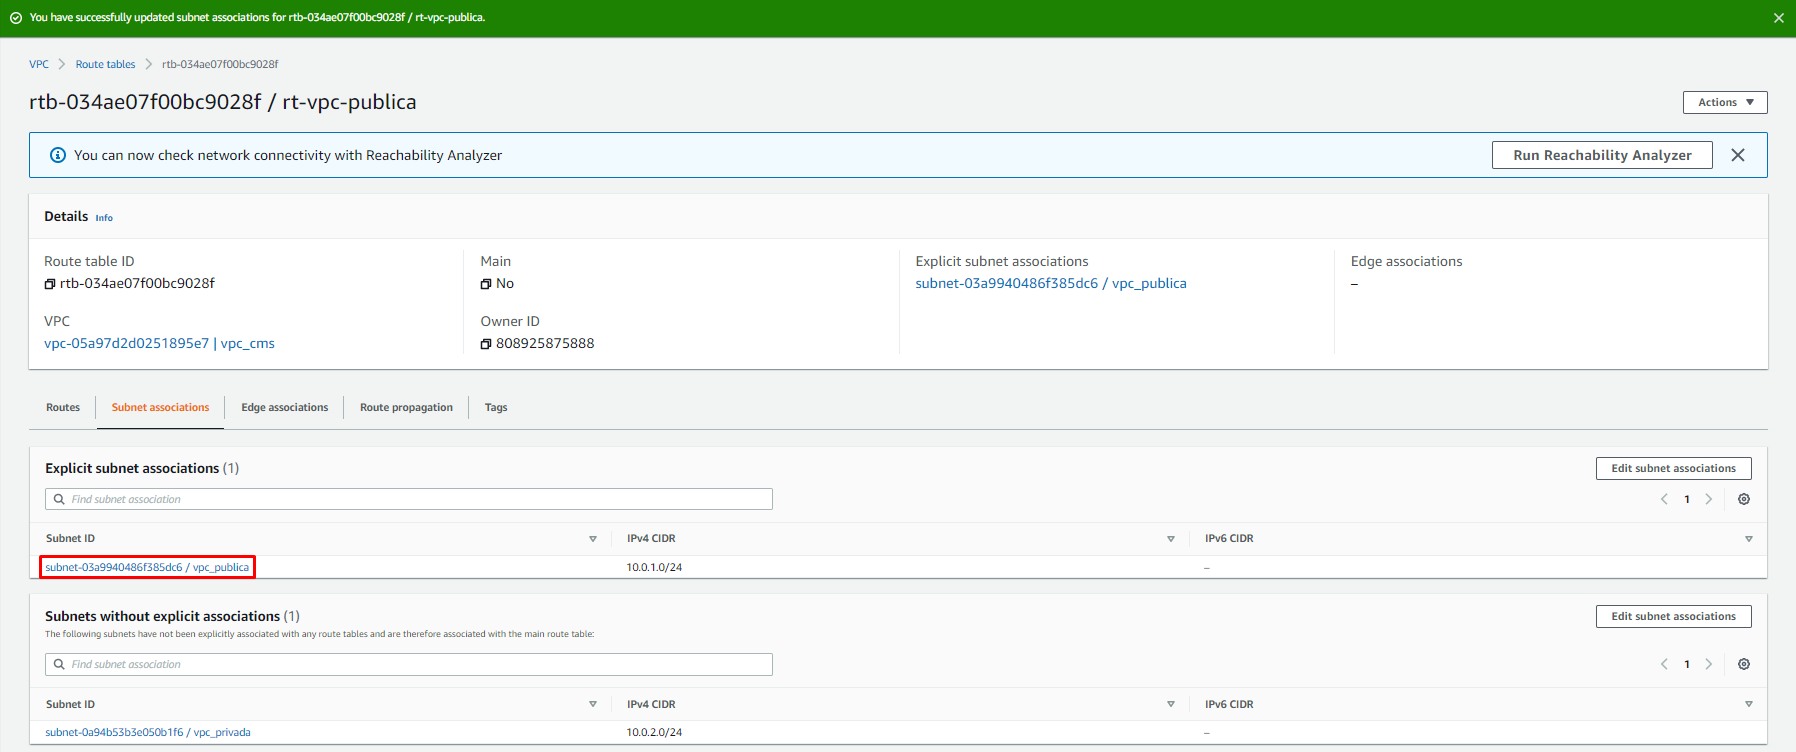 You have successfully updated subnet associations for rtb-034ae07f00bc9028f / rt-vpc-publica.
VPC > Route tables > rtb-034ae07f00bc9028f
rtb-034ae07f00bc9028f / rt-vpc-publica
Actions
You can now check network connectivity with Reachability Analyzer
Run Reachability Analyzer
Details Info
Route table ID
rtb-034ae07f00bc9028f
Main
No
Explicit subnet associations
subnet-03a9940486f385dc6 / vpc_publica
Edge associations
–
VPC
vpc-05a97d2d0251895e7 | vpc_cms
Owner ID
808925875888
Routes
Subnet associations
Edge associations
Route propagation
Tags
Explicit subnet associations (1)
Edit subnet associations
Find subnet association
1
Subnet ID
IPv4 CIDR
IPv6 CIDR
subnet-03a9940486f385dc6 / vpc_publica
10.0.1.0/24
–
Subnets without explicit associations (1)
Edit subnet associations
The following subnets have not been explicitly associated with any route tables and are therefore associated with the main route table:
Find subnet association
1
Subnet ID
IPv4 CIDR
IPv6 CIDR
subnet-0a94b53b3e050b1f6 / vpc_privada
10.0.2.0/24
–